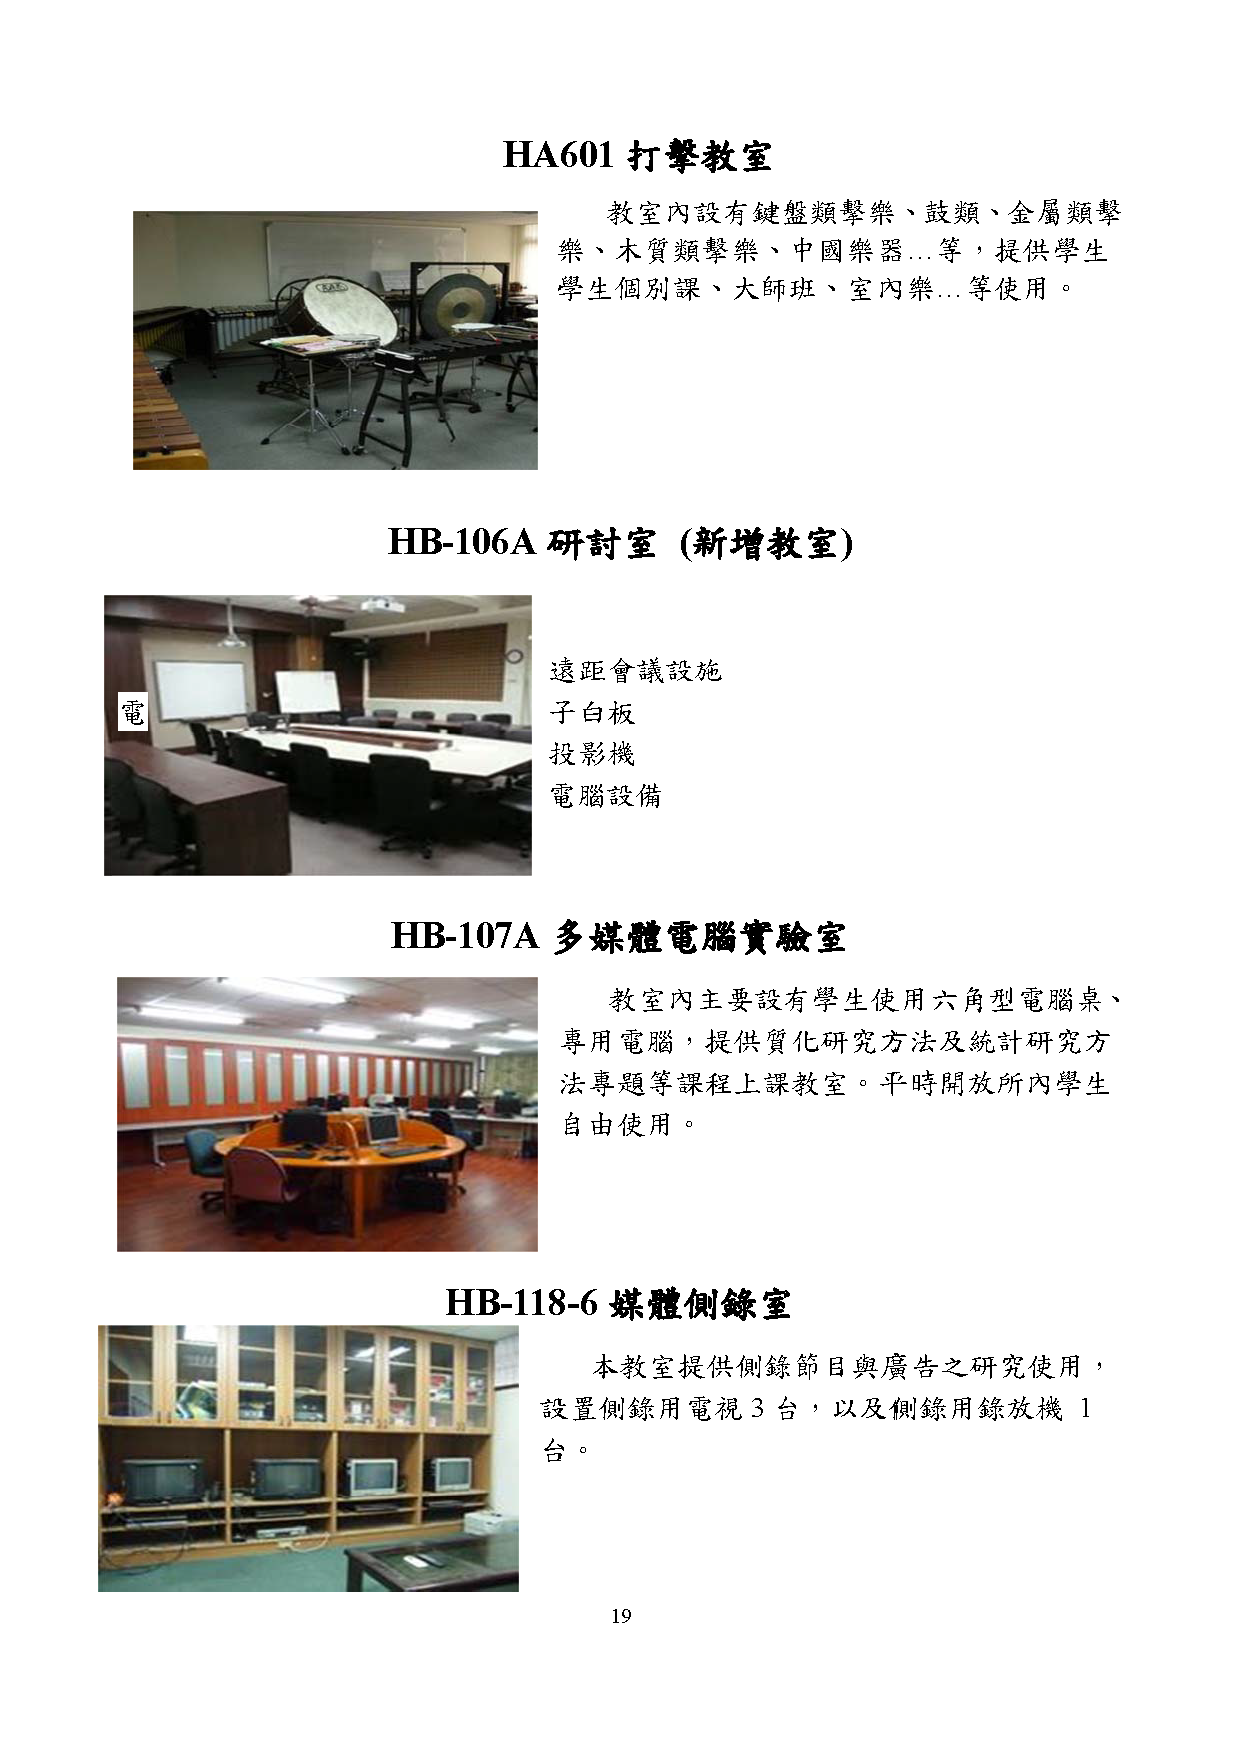 HA601 打擊教室
教室內設有鍵盤類擊樂、鼓類、金屬類擊
樂、木質類擊樂、中國樂器…等，提供學生
學生個別課、大師班、室內樂…等使用。
HB-106A 研討室 (新增教室)
遠距會議設施
電
子白板
投影機
電腦設備
HB-107A 多媒體電腦實驗室
教室內主要設有學生使用六角型電腦桌、
專用電腦，提供質化研究方法及統計研究方
法專題等課程上課教室。平時開放所內學生
自由使用。
HB-118-6 媒體側錄室
本教室提供側錄節目與廣告之研究使用，
設置側錄用電視 3 台，以及側錄用錄放機 1
台。
19